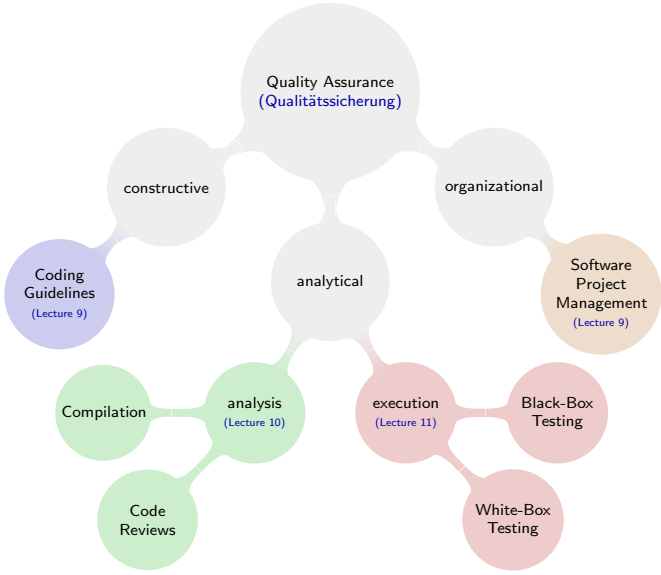 Quality Assurance
(Qualitätssicherung)
constructive
organizational
Coding
Guidelines
(Lecture 9)
analytical
Software
Project
Management
(Lecture 9)
Compilation
analysis
(Lecture 10)
execution
(Lecture 11)
Black-Box
Testing
Code
Reviews
White-Box
Testing